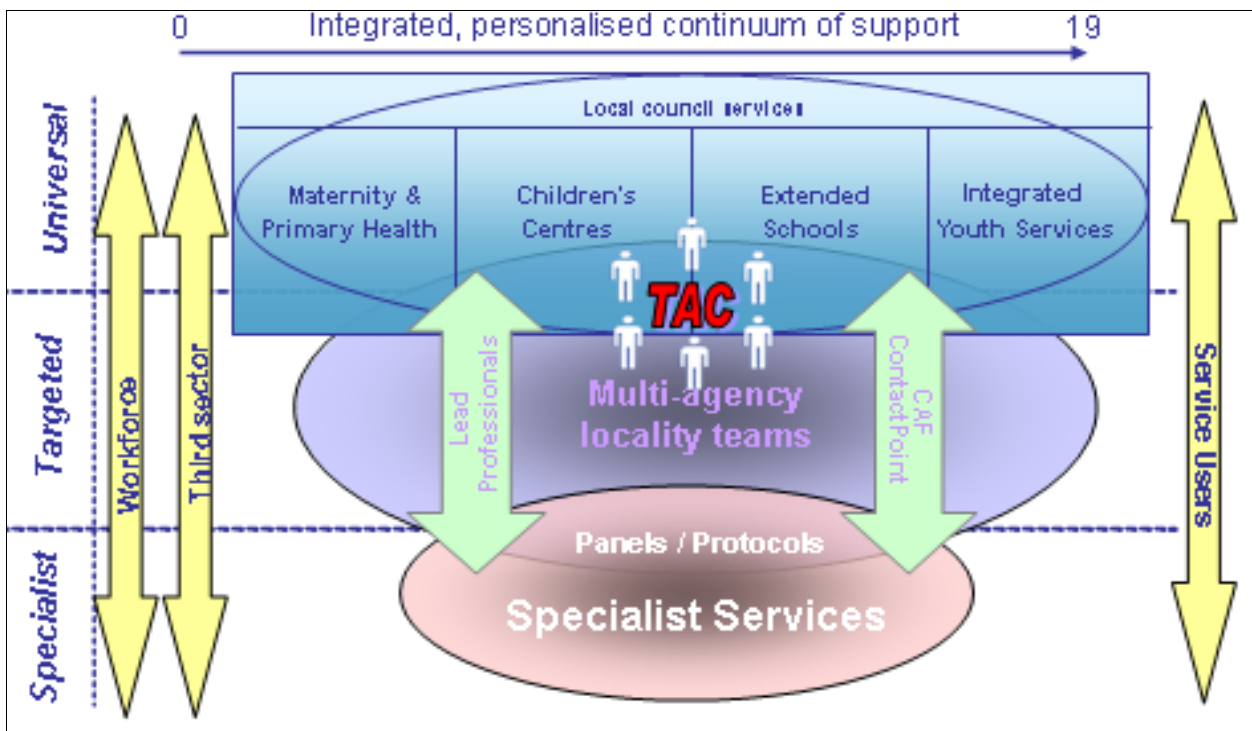 0 Integrated, personalised continuum of support 19
Local council services
Maternity &
Primary Health
Children's
Centres
Extended
Schools
Integrated
Youth Services
TAC
Universal
Targeted
Specialist
Workforce
Third sector
Lead
Professionals
CAF
ContactPoint
Service Users
Multi-agency
locality teams
Panels / Protocols
Specialist Services